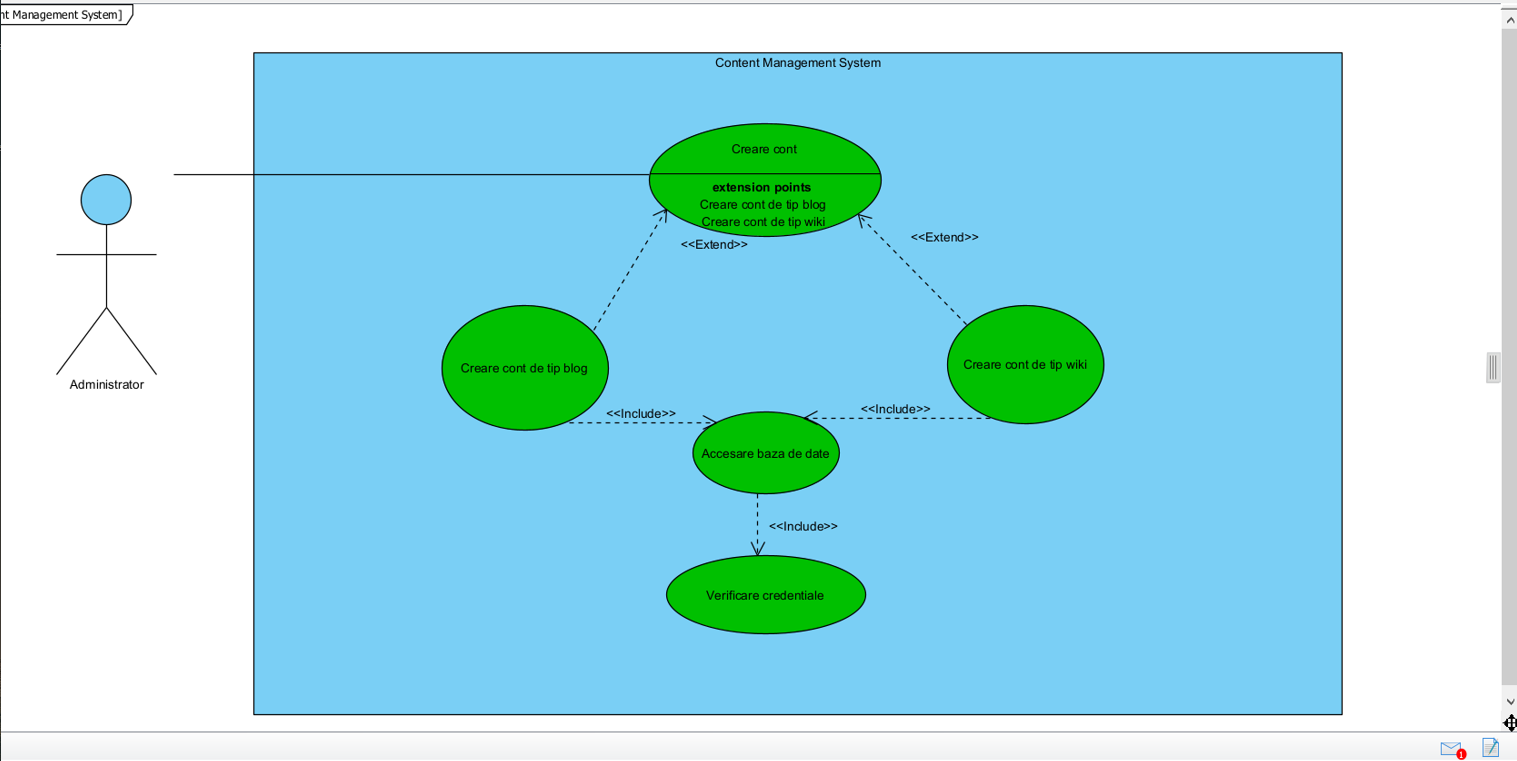 nt Management System]
Content Management System
Creare cont
extension points
Creare cont de tip blog
Creare cont de tip wiki
<<Extend>>
<<Extend>>
Administrator
Creare cont de tip blog
Creare cont de tip wiki
<<Include>>
<<Include>>
Accesare baza de date
<<Include>>
Verificare credentiale
1